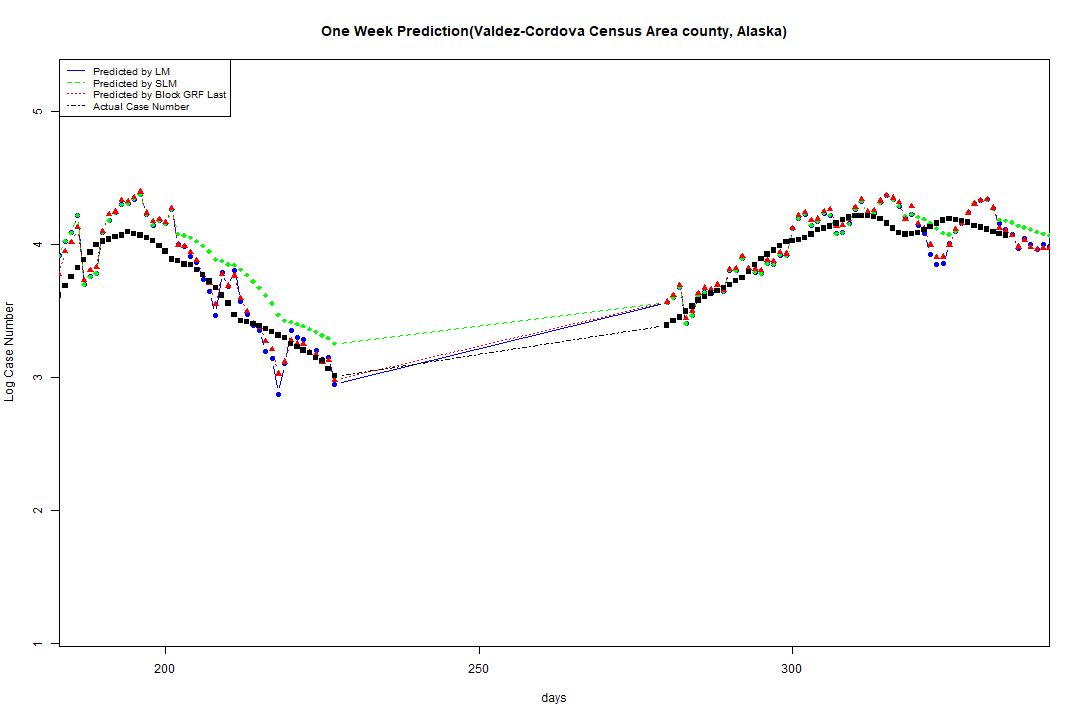 One Week Prediction(Valdez-Cordova Census Area county, Alaska)
Predicted by LM
Predicted by SLM
Predicted by Block GRF Last
Actual Case Number
5
4
3
2
1
Log Case Number
200
250
300
days